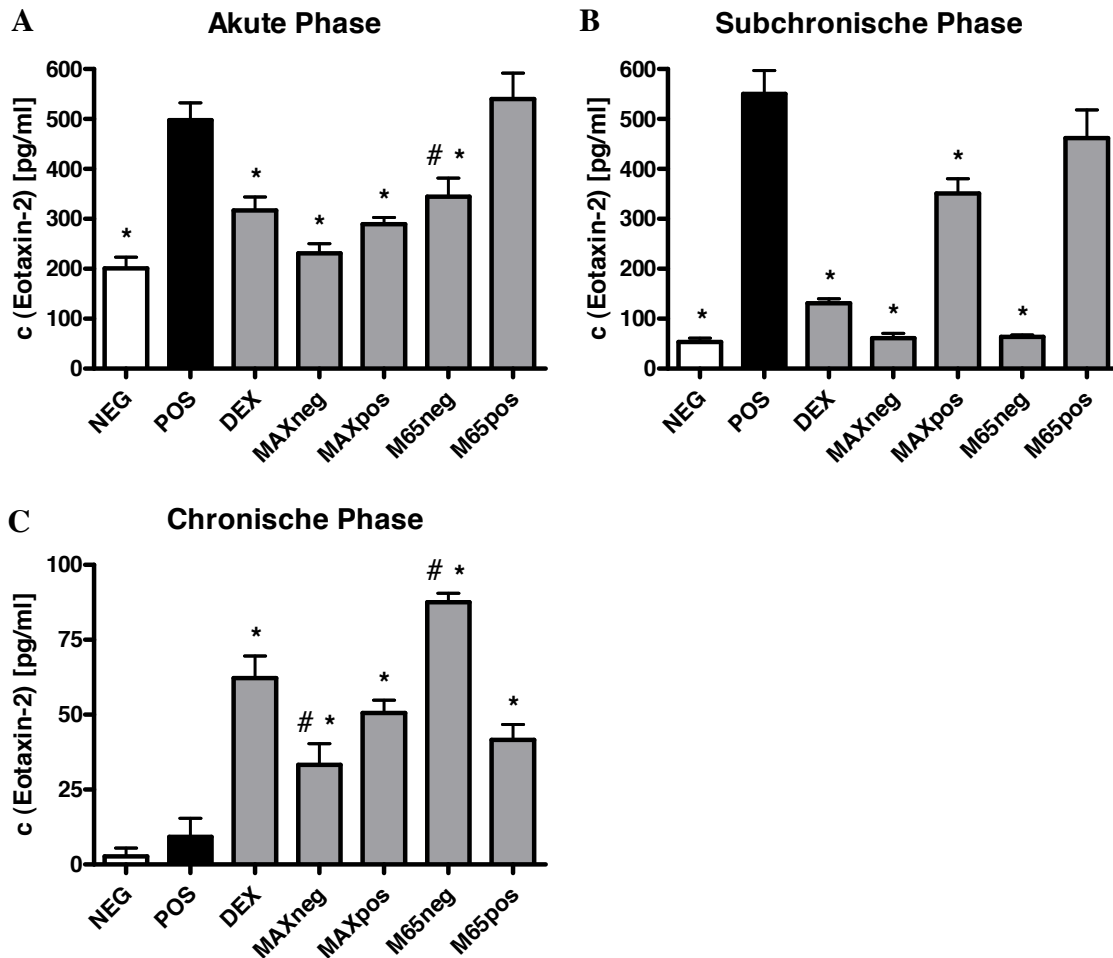 A
Akute Phase
c (Eotaxin-2) [pg/ml]
600
500
400
300
200
100
0
*
*
*
*
# *
NEG
POS
DEX
MAXneg
MAXpos
M65neg
M65pos
B
Subchronische Phase
c (Eotaxin-2) [pg/ml]
600
500
400
300
200
100
0
*
*
*
*
*
NEG
POS
DEX
MAXneg
MAXpos
M65neg
M65pos
C
Chronische Phase
c (Eotaxin-2) [pg/ml]
100
75
50
25
0
*
# *
*
# *
*
NEG
POS
DEX
MAXneg
MAXpos
M65neg
M65pos